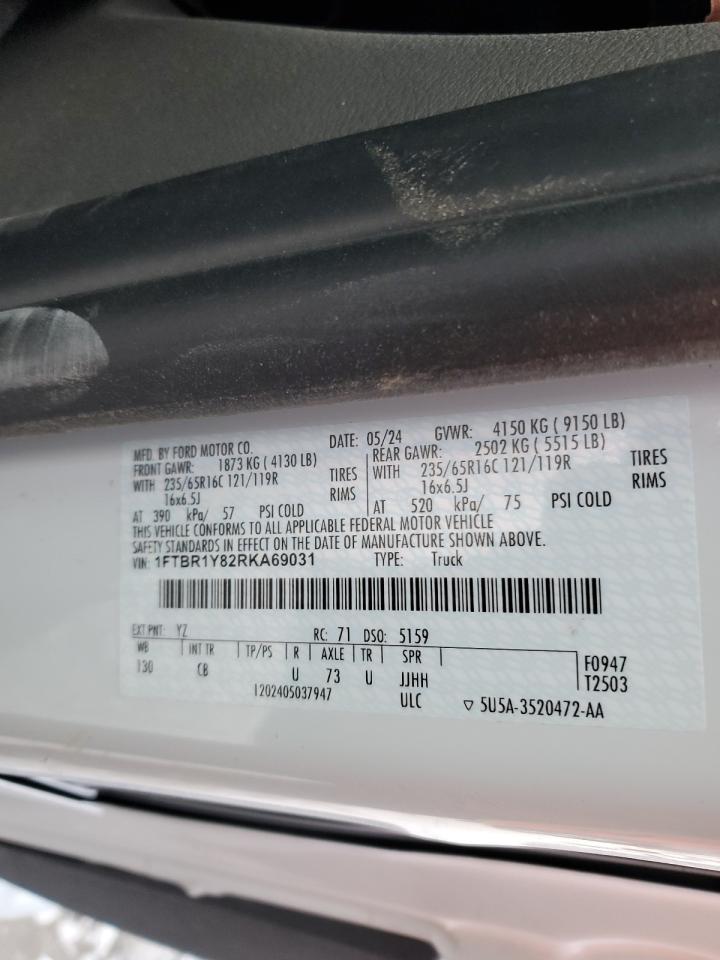 MFD. BY FORD MOTOR CO. DATE: 05/24 GVWR: 4150 KG ( 9150 LB)
FRONT GAWR: 1873 KG ( 4130 LB) REAR GAWR: 2502 KG ( 5515 LB)
WITH 235/65R16C 121/119R TIRES WITH 235/65R16C 121/119R TIRES
16x6.5J RIMS 16x6.5J RIMS
AT 390 kPa/ 57 PSI COLD AT 520 kPa/ 75 PSI COLD
THIS VEHICLE CONFORMS TO ALL APPLICABLE FEDERAL MOTOR VEHICLE
SAFETY STANDARDS IN EFFECT ON THE DATE OF MANUFACTURE SHOWN ABOVE.
VIN: 1FTBR1Y82RKA69031 TYPE: Truck
EXT PNT: YZ RC: 71 DSO: 5159
WB INT TR TP/PS R AXLE TR SPR F0947
130 CB U 73 U JJHH T2503
1202405037947 ULC ▽ 5U5A-3520472-AA